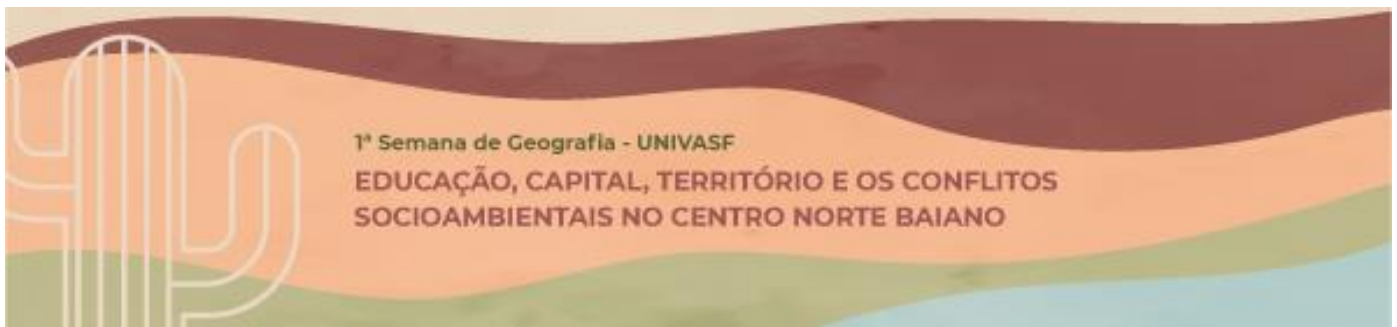 1ª Semana de Geografia - UNIVASF
EDUCAÇÃO, CAPITAL, TERRITÓRIO E OS CONFLITOS
SOCIOAMBIENTAIS NO CENTRO NORTE BAIANO